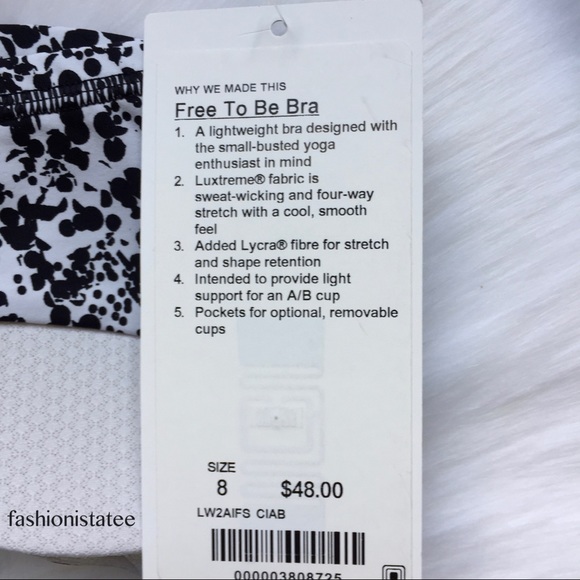 WHY WE MADE THIS
Free To Be Bra
1. A lightweight bra designed with
the small-busted yoga
enthusiast in mind
2. Luxtreme® fabric is
sweat-wicking and four-way
stretch with a cool, smooth
feel
3. Added Lycra® fibre for stretch
and shape retention
4. Intended to provide light
support for an A/B cup
5. Pockets for optional, removable
cups
SIZE
8 $48.00
LW2AIFS CIAB
000003808725
fashionistatee